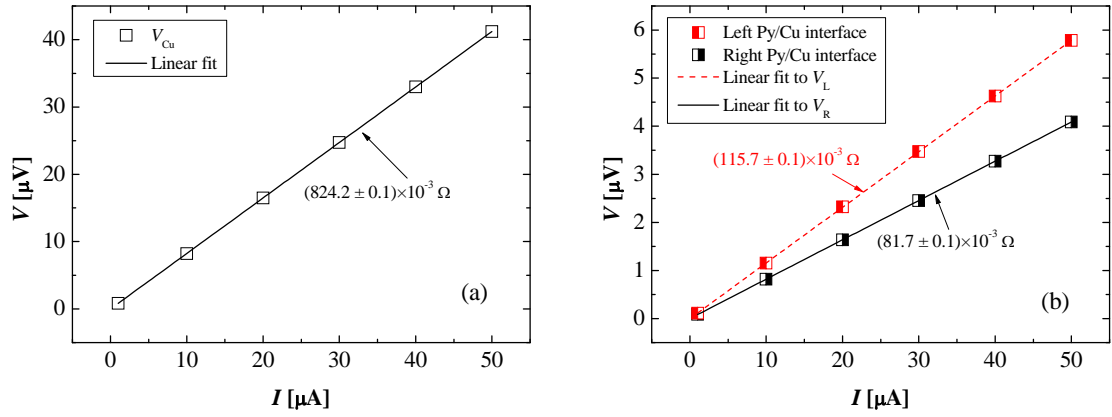 V_Cu
Linear fit
40
30
20
10
0
V [μV]
(824.2 ± 0.1)×10⁻³ Ω
(a)
0 10 20 30 40 50
I [μA]
Left Py/Cu interface
Right Py/Cu interface
Linear fit to V_L
Linear fit to V_R
6
5
4
3
2
1
0
V [μV]
(115.7 ± 0.1)×10⁻³ Ω
(81.7 ± 0.1)×10⁻³ Ω
(b)
0 10 20 30 40 50
I [μA]